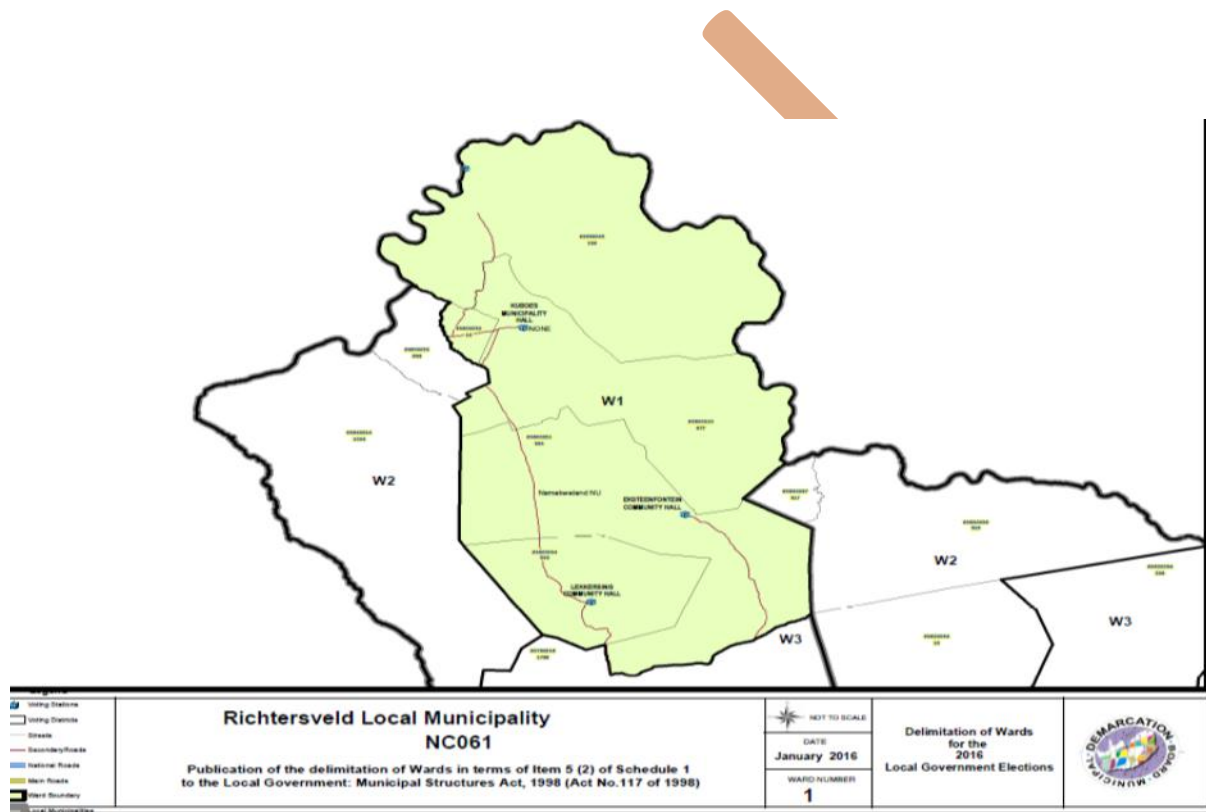 KUBOES
MUNICIPALITY
HALL
NONE
W1
W2
Namakwaland NU
EKSTEENFONTEIN
COMMUNITY HALL
W2
LEKKERSING
COMMUNITY HALL
W3
W3
Voting Stations
Voting Districts
Streets
Secondary Roads
National Roads
Main Roads
Ward Boundary
Local Municipalities
Richtersveld Local Municipality
NC061
Publication of the delimitation of Wards in terms of Item 5 (2) of Schedule 1
to the Local Government: Municipal Structures Act, 1998 (Act No.117 of 1998)
NOT TO SCALE
DATE
January 2016
WARD NUMBER
1
Delimitation of Wards
for the
2016
Local Government Elections
MUNICIPAL DEMARCATION BOARD